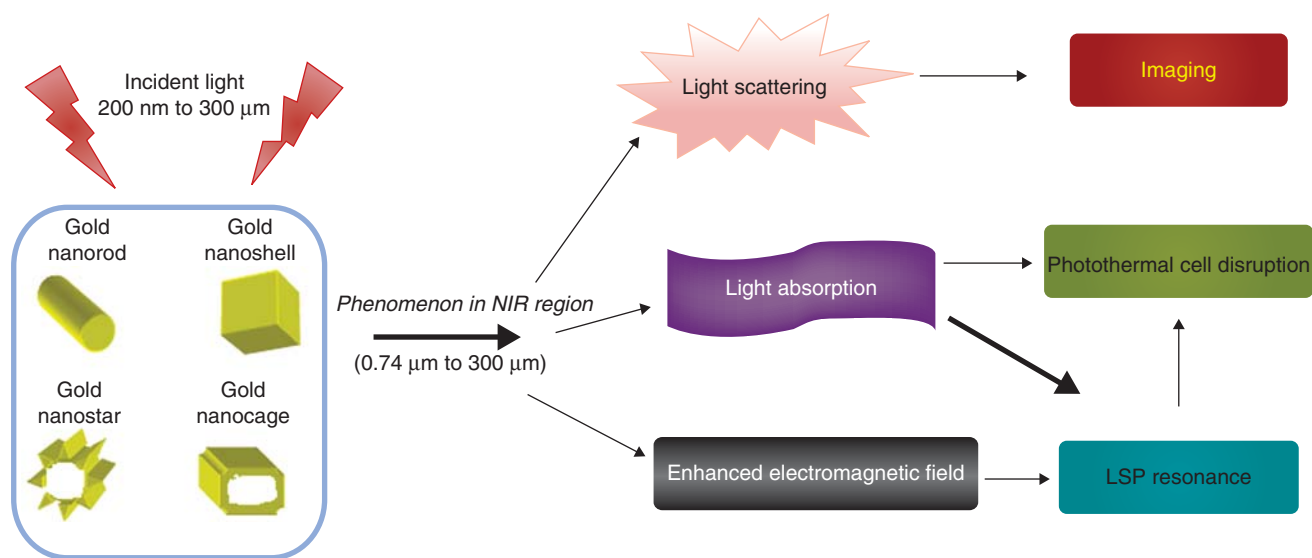 Incident light
200 nm to 300 μm
Gold
nanorod
Gold
nanoshell
Gold
nanostar
Gold
nanocage
Phenomenon in NIR region
(0.74 μm to 300 μm)
Light scattering
Imaging
Light absorption
Photothermal cell disruption
Enhanced electromagnetic field
LSP resonance